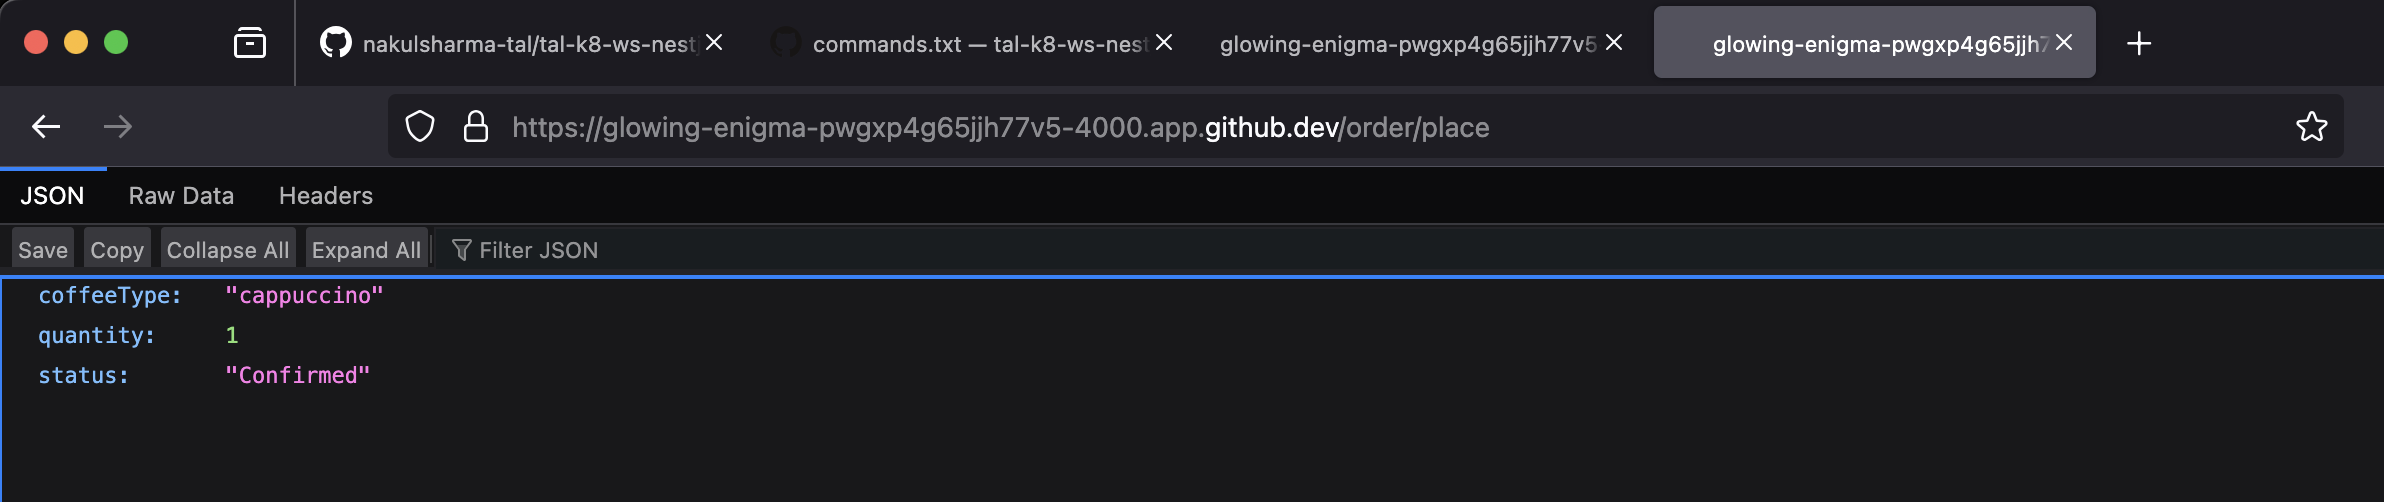 nakulsharma-tal/tal-k8-ws-nestj
commands.txt — tal-k8-ws-nest
glowing-enigma-pwgxp4g65jjh77v5
glowing-enigma-pwgxp4g65jjh7
https://glowing-enigma-pwgxp4g65jjh77v5-4000.app.github.dev/order/place
JSON Raw Data Headers
Save Copy Collapse All Expand All Filter JSON
coffeeType: "cappuccino"
quantity: 1
status: "Confirmed"